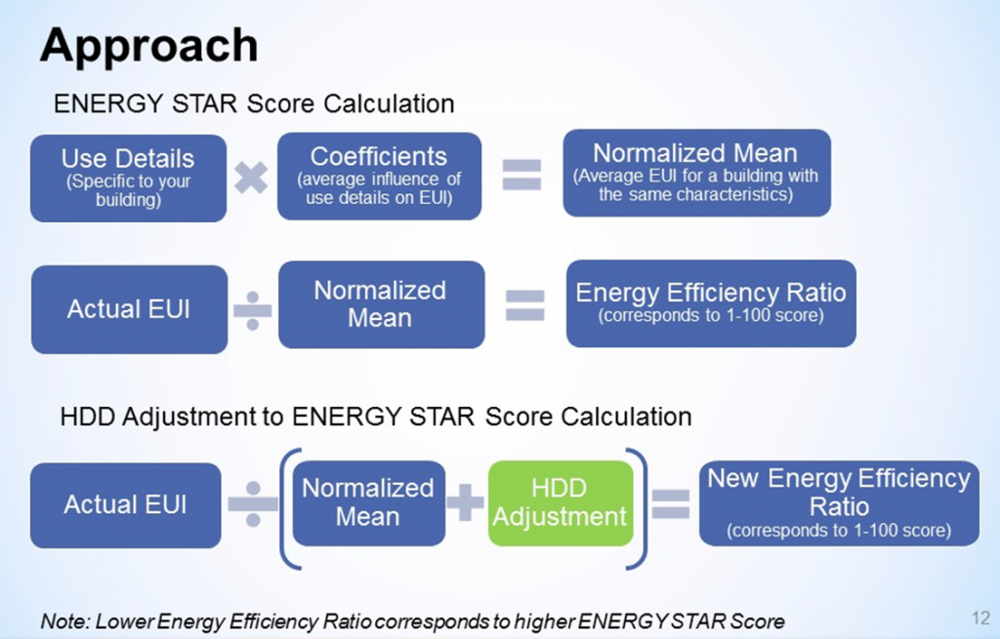 Approach
ENERGY STAR Score Calculation
Use Details
(Specific to your
building)
×
Coefficients
(average influence of
use details on EUI)
=
Normalized Mean
(Average EUI for a building with
the same characteristics)
Actual EUI
÷
Normalized
Mean
=
Energy Efficiency Ratio
(corresponds to 1-100 score)
HDD Adjustment to ENERGY STAR Score Calculation
Actual EUI
÷
(
Normalized
Mean
+
HDD
Adjustment
)
=
New Energy Efficiency
Ratio
(corresponds to 1-100 score)
Note: Lower Energy Efficiency Ratio corresponds to higher ENERGY STAR Score
12